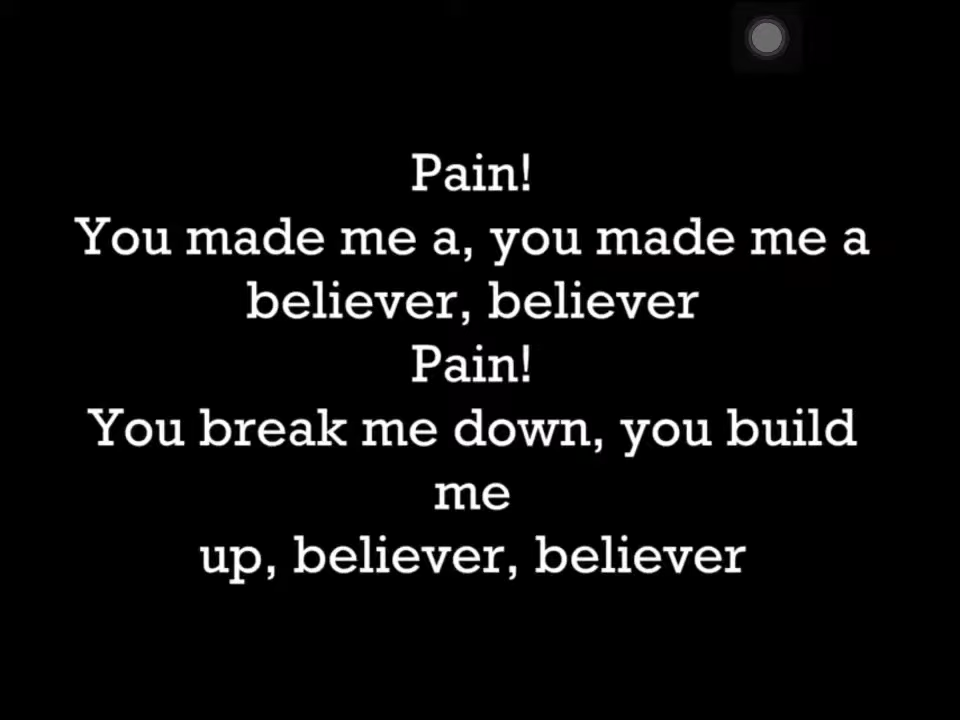 Pain!
You made me a, you made me a
believer, believer
Pain!
You break me down, you build
me
up, believer, believer